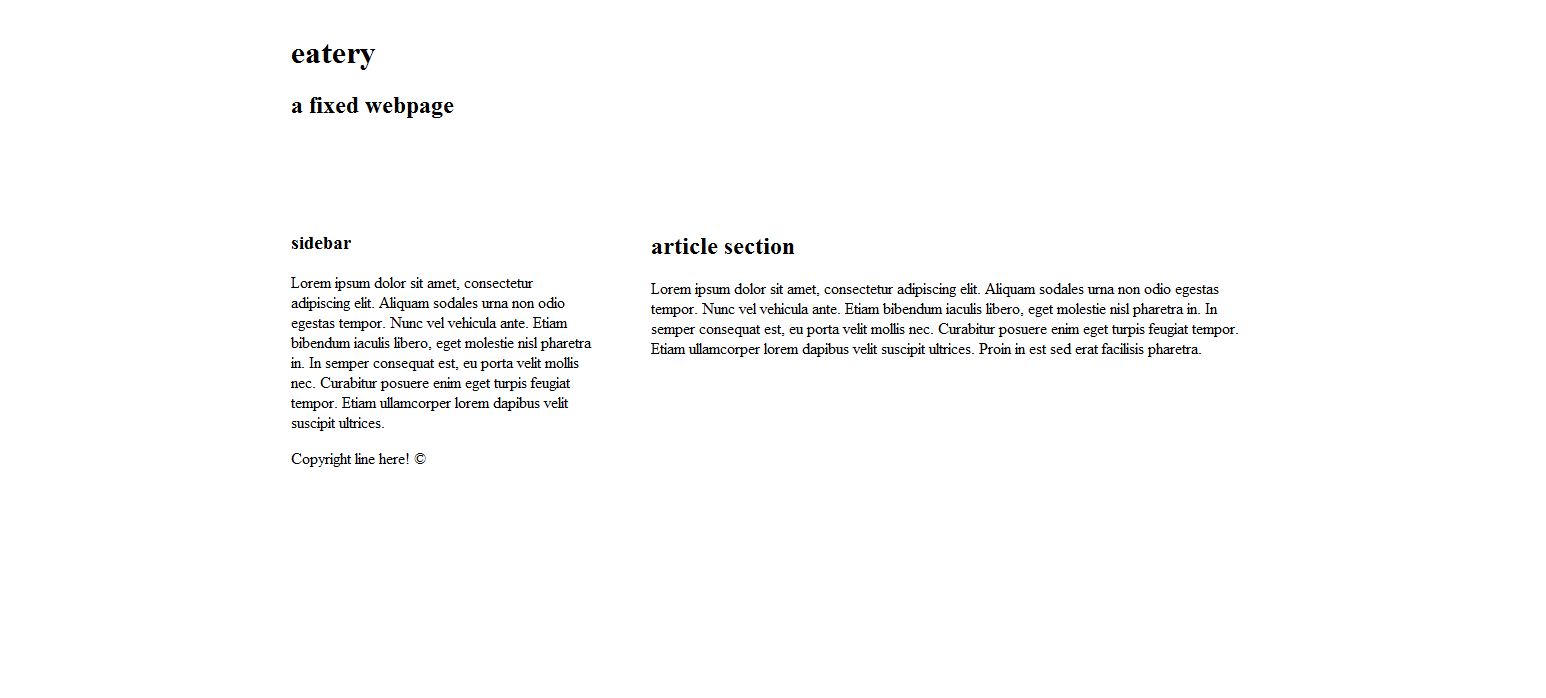 eatery
a fixed webpage
sidebar
Lorem ipsum dolor sit amet, consectetur
adipiscing elit. Aliquam sodales urna non odio
egestas tempor. Nunc vel vehicula ante. Etiam
bibendum iaculis libero, eget molestie nisl pharetra
in. In semper consequat est, eu porta velit mollis
nec. Curabitur posuere enim eget turpis feugiat
tempor. Etiam ullamcorper lorem dapibus velit
suscipit ultrices.
Copyright line here! ©
article section
Lorem ipsum dolor sit amet, consectetur adipiscing elit. Aliquam sodales urna non odio egestas
tempor. Nunc vel vehicula ante. Etiam bibendum iaculis libero, eget molestie nisl pharetra in. In
semper consequat est, eu porta velit mollis nec. Curabitur posuere enim eget turpis feugiat tempor.
Etiam ullamcorper lorem dapibus velit suscipit ultrices. Proin in est sed erat facilisis pharetra.